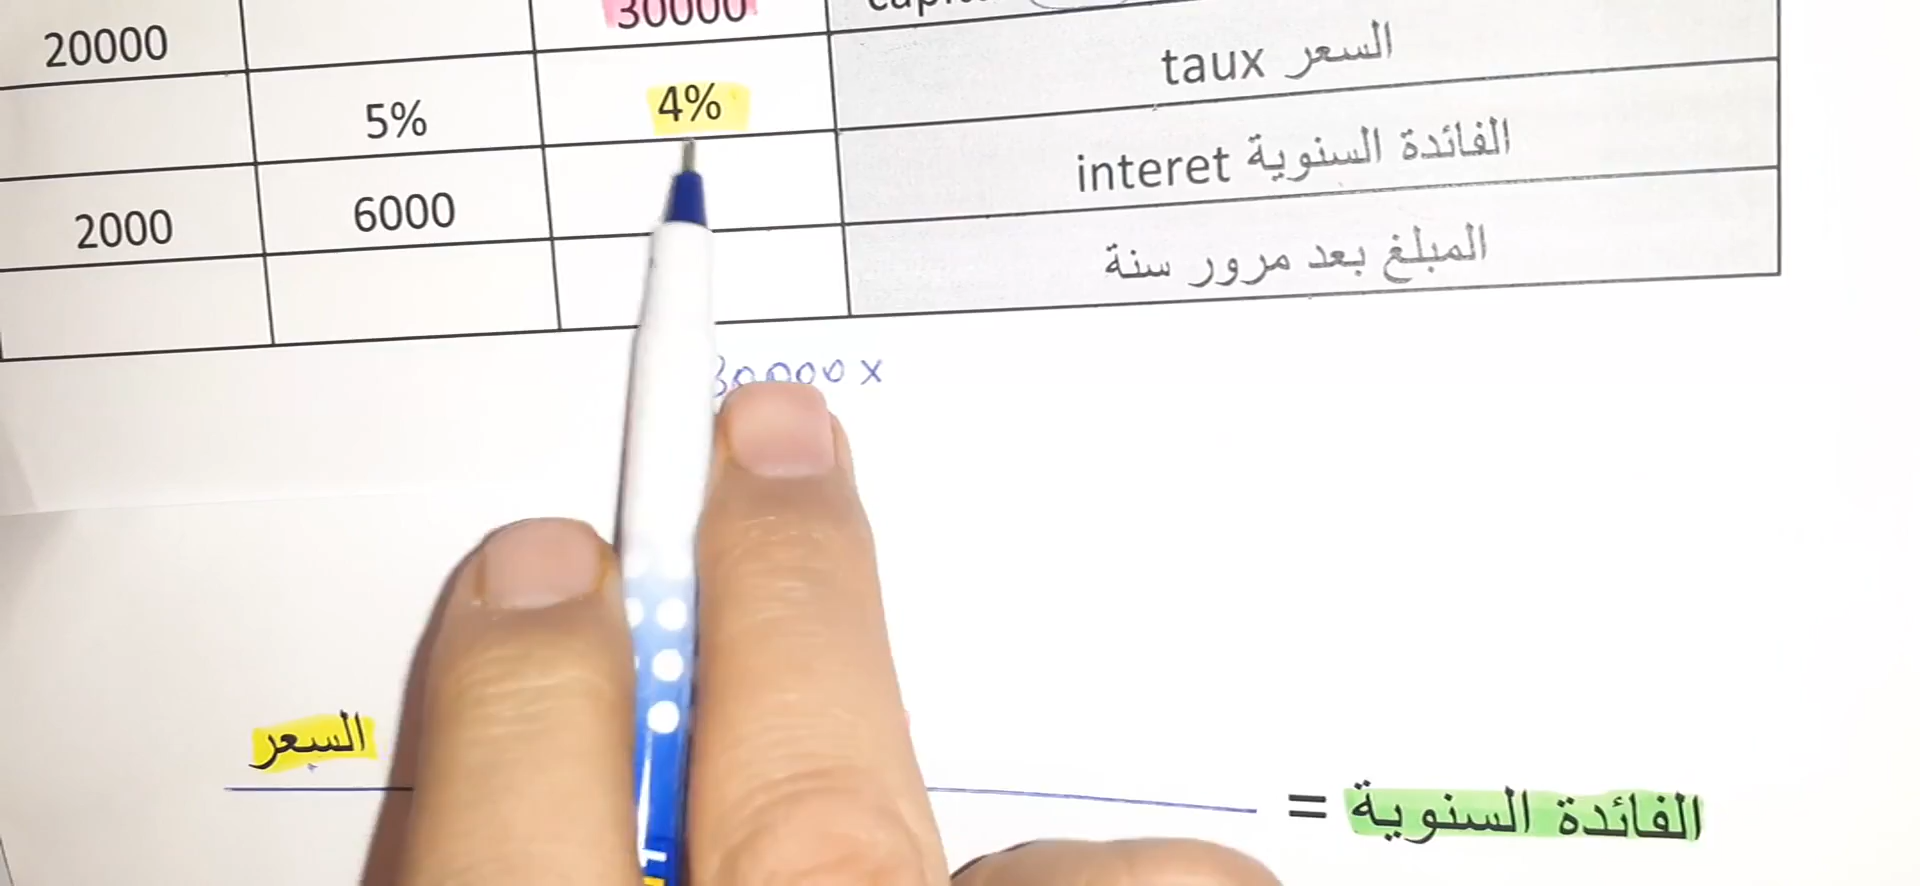 20000 30000
السعر taux 4% 5%
الفائدة السنوية interet 6000 2000
المبلغ بعد مرور سنة
30000 x
السعر
الفائدة السنوية =